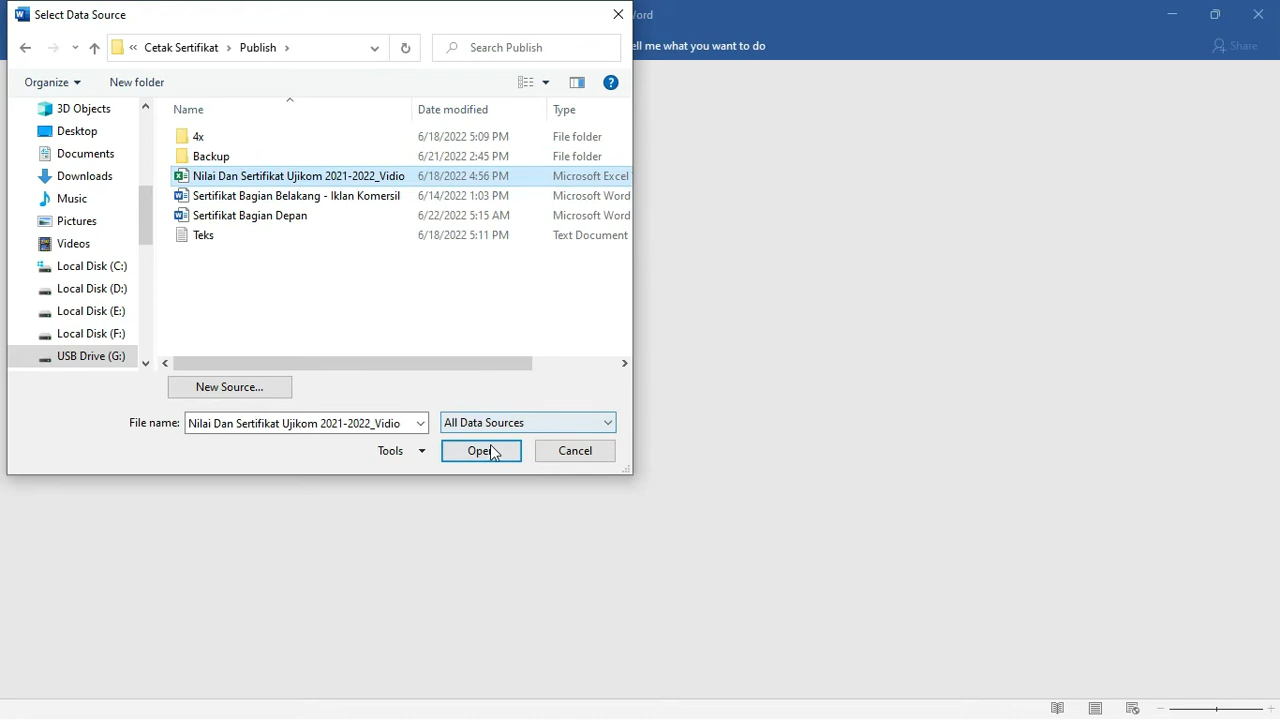 Select Data Source
ord
« Cetak Sertifikat › Publish ›
Search Publish
ell me what you want to do
Share
Organize
New folder
3D Objects
Desktop
Documents
Downloads
Music
Pictures
Videos
Local Disk (C:)
Local Disk (D:)
Local Disk (E:)
Local Disk (F:)
USB Drive (G:)
Name Date modified Type
4x 6/18/2022 5:09 PM File folder
Backup 6/21/2022 2:45 PM File folder
Nilai Dan Sertifikat Ujikom 2021-2022_Vidio 6/18/2022 4:56 PM Microsoft Excel
Sertifikat Bagian Belakang - Iklan Komersil 6/14/2022 1:03 PM Microsoft Word
Sertifikat Bagian Depan 6/22/2022 5:15 AM Microsoft Word
Teks 6/18/2022 5:11 PM Text Document
New Source...
File name: Nilai Dan Sertifikat Ujikom 2021-2022_Vidio All Data Sources
Tools Open Cancel